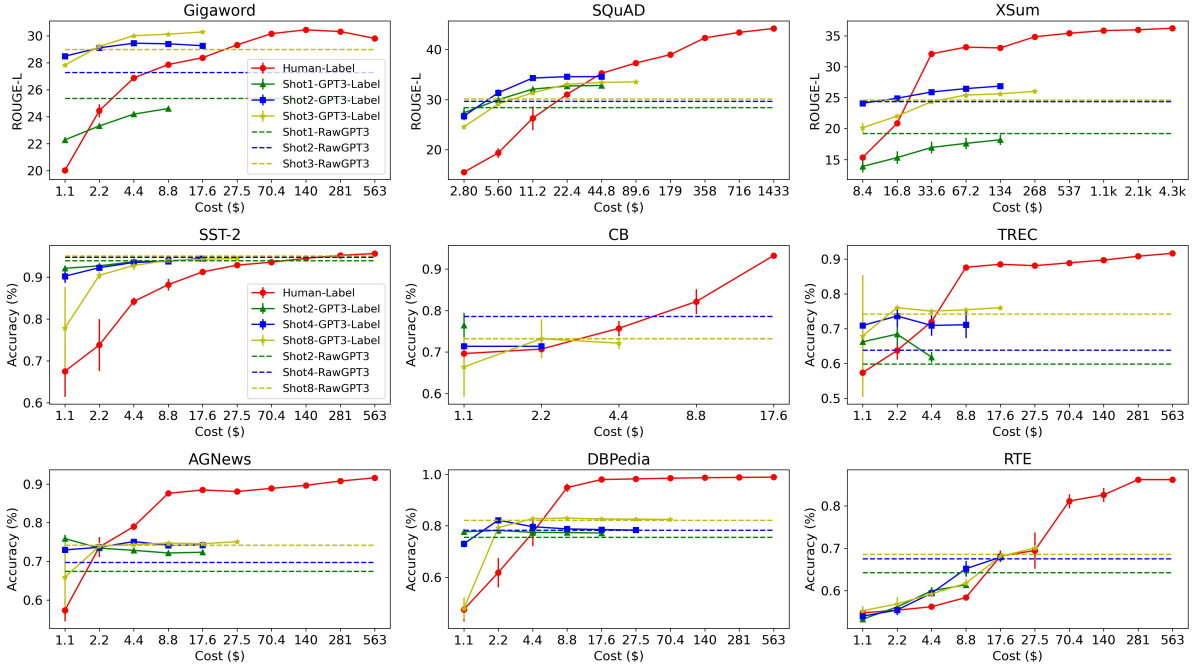 Gigaword
ROUGE-L
30
28
26
24
22
20
1.1 2.2 4.4 8.8 17.6 27.5 70.4 140 281 563
Cost ($)
Human-Label
Shot1-GPT3-Label
Shot2-GPT3-Label
Shot3-GPT3-Label
Shot1-RawGPT3
Shot2-RawGPT3
Shot3-RawGPT3
SQuAD
ROUGE-L
40
30
20
2.80 5.60 11.2 22.4 44.8 89.6 179 358 716 1433
Cost ($)
XSum
ROUGE-L
35
30
25
20
15
8.4 16.8 33.6 67.2 134 268 537 1.1k 2.1k 4.3k
Cost ($)
SST-2
Accuracy (%)
0.9
0.8
0.7
0.6
1.1 2.2 4.4 8.8 17.6 27.5 70.4 140 281 563
Cost ($)
Human-Label
Shot2-GPT3-Label
Shot4-GPT3-Label
Shot8-GPT3-Label
Shot2-RawGPT3
Shot4-RawGPT3
Shot8-RawGPT3
CB
Accuracy (%)
0.9
0.8
0.7
0.6
1.1 2.2 4.4 8.8 17.6
Cost ($)
TREC
Accuracy (%)
0.9
0.8
0.7
0.6
0.5
1.1 2.2 4.4 8.8 17.6 27.5 70.4 140 281 563
Cost ($)
AGNews
Accuracy (%)
0.9
0.8
0.7
0.6
1.1 2.2 4.4 8.8 17.6 27.5 70.4 140 281 563
Cost ($)
DBPedia
Accuracy (%)
1.0
0.8
0.6
1.1 2.2 4.4 8.8 17.6 27.5 70.4 140 281 563
Cost ($)
RTE
Accuracy (%)
0.8
0.7
0.6
1.1 2.2 4.4 8.8 17.6 27.5 70.4 140 281 563
Cost ($)